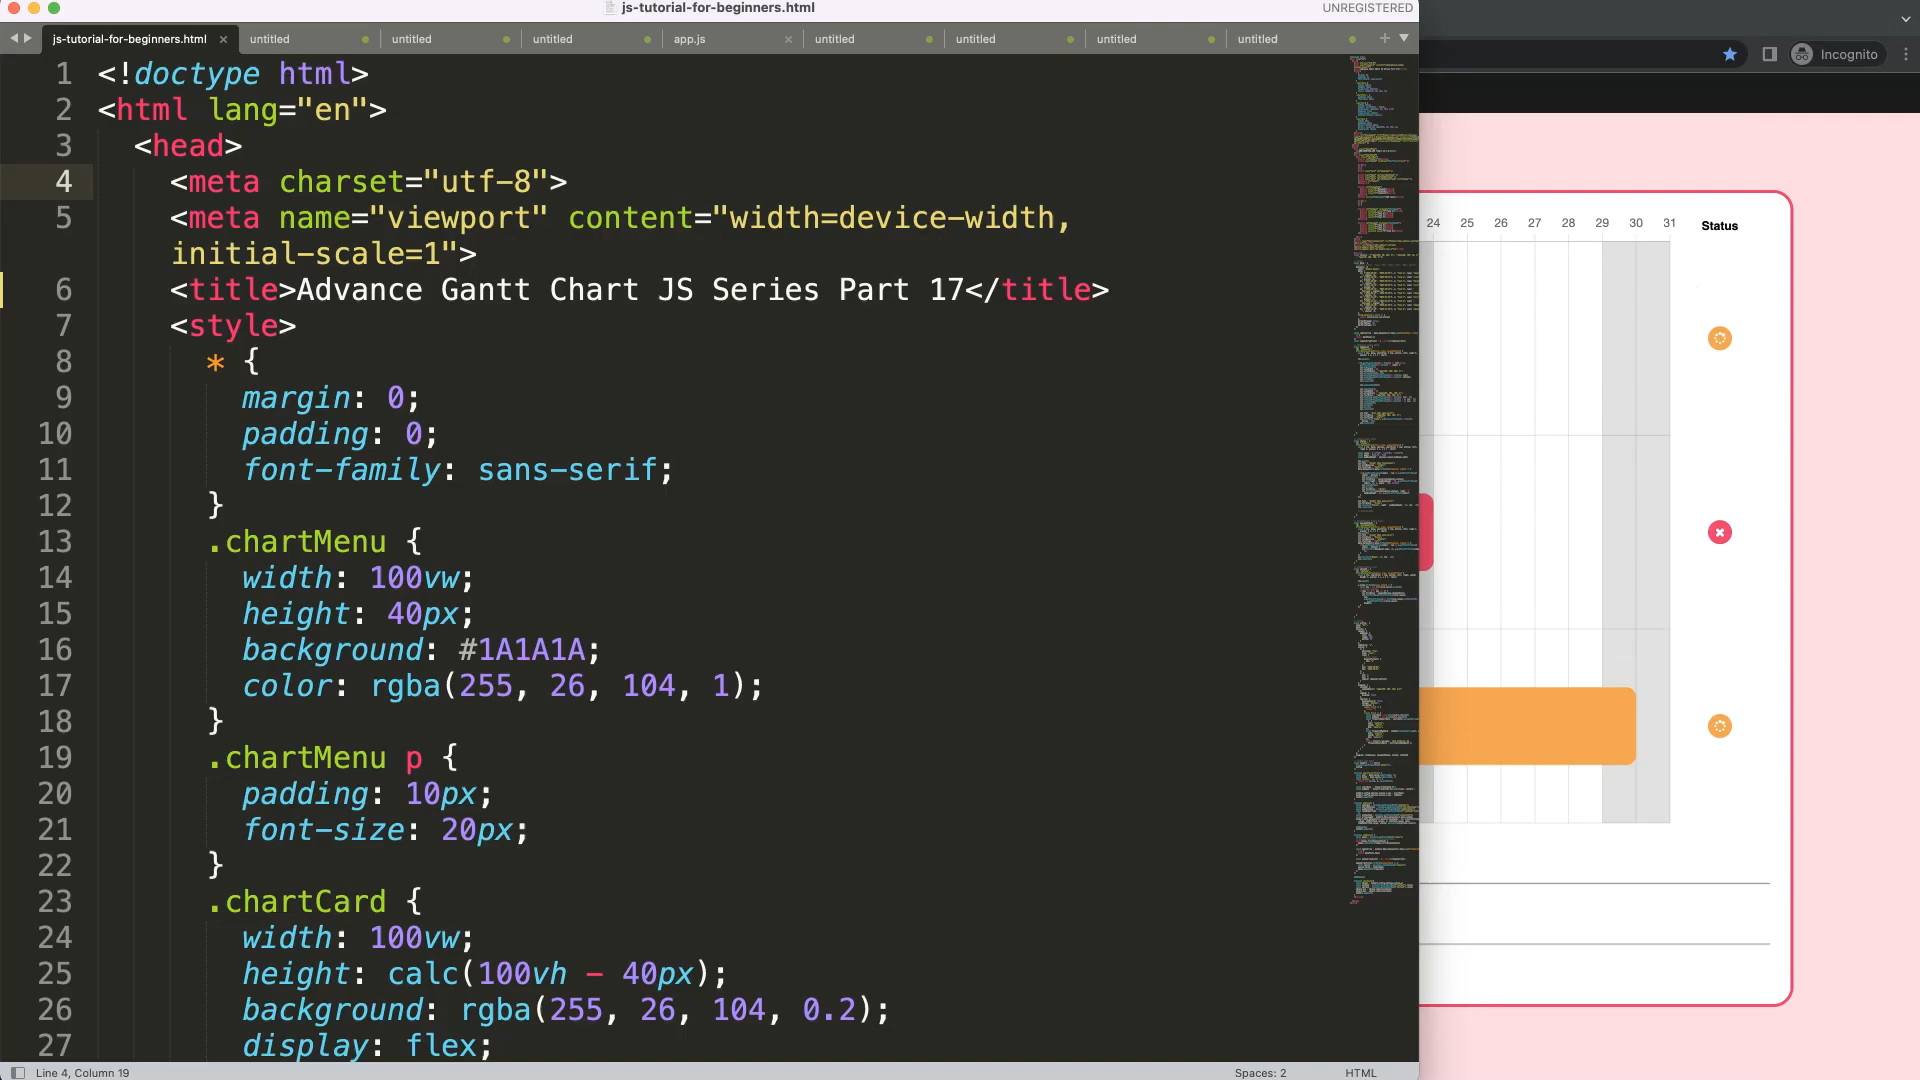 js-tutorial-for-beginners.html
UNREGISTERED
js-tutorial-for-beginners.html untitled untitled untitled app.js untitled untitled untitled untitled
Incognito
1 <!doctype html>
2 <html lang="en">
3 <head>
4 <meta charset="utf-8">
5 <meta name="viewport" content="width=device-width,
initial-scale=1">
6 <title>Advance Gantt Chart JS Series Part 17</title>
7 <style>
8 * {
9 margin: 0;
10 padding: 0;
11 font-family: sans-serif;
12 }
13 .chartMenu {
14 width: 100vw;
15 height: 40px;
16 background: #1A1A1A;
17 color: rgba(255, 26, 104, 1);
18 }
19 .chartMenu p {
20 padding: 10px;
21 font-size: 20px;
22 }
23 .chartCard {
24 width: 100vw;
25 height: calc(100vh - 40px);
26 background: rgba(255, 26, 104, 0.2);
27 display: flex;
24 25 26 27 28 29 30 31 Status
Line 4, Column 19
Spaces: 2
HTML